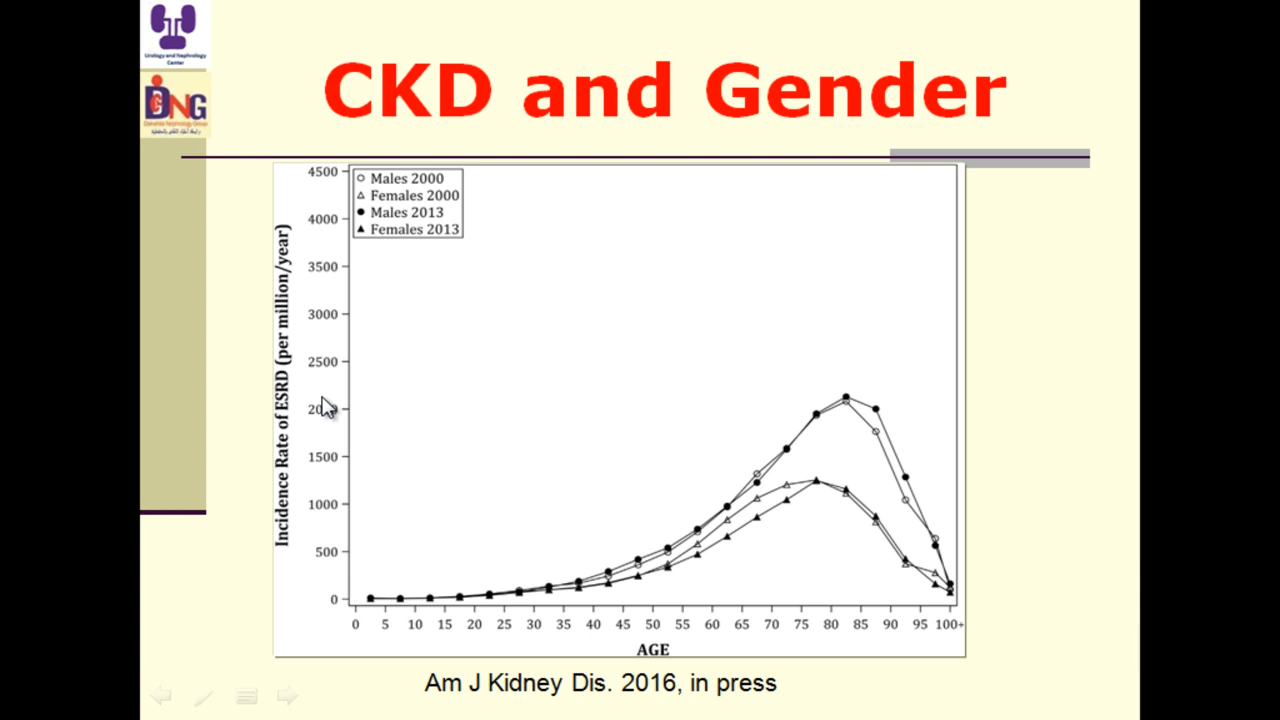 Urology and Nephrology
Center
DNG
CKD and Gender
Males 2000
Females 2000
Males 2013
Females 2013
Incidence Rate of ESRD (per million/year)
4500
4000
3500
3000
2500
1500
1000
500
0
0 5 10 15 20 25 30 35 40 45 50 55 60 65 70 75 80 85 90 95 100+
AGE
Am J Kidney Dis. 2016, in press